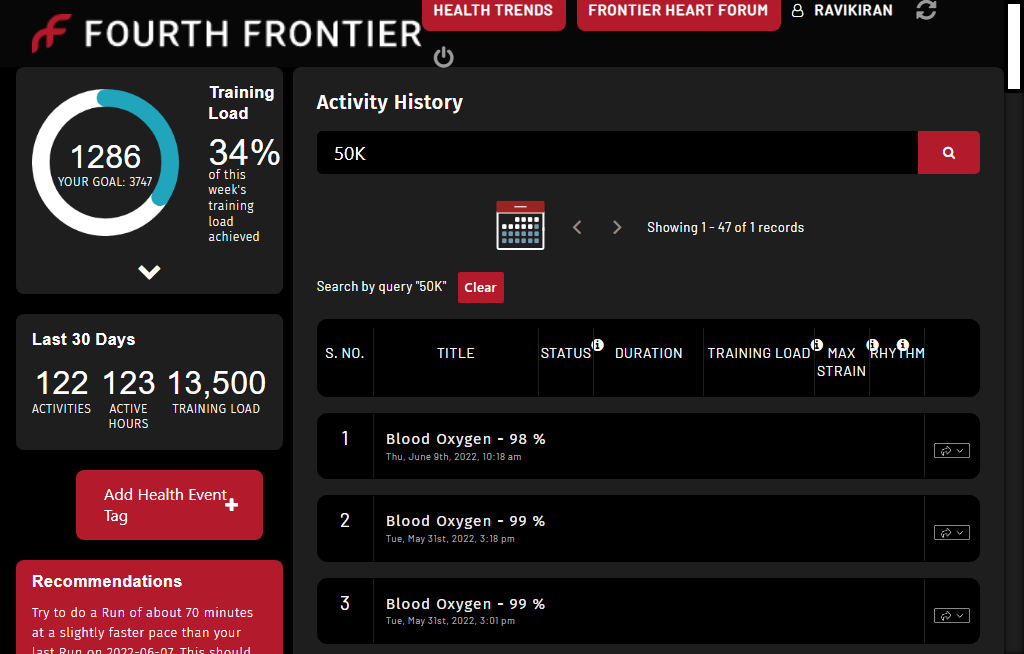 FOURTH FRONTIER
HEALTH TRENDS
FRONTIER HEART FORUM
RAVIKIRAN
Training
Load
34%
of this
week's
training
load
achieved
1286
YOUR GOAL: 3747
Last 30 Days
122 123 13,500
ACTIVITIES ACTIVE TRAINING LOAD
HOURS
Add Health Event
Tag
Recommendations
Try to do a Run of about 70 minutes
at a slightly faster pace than your
last Run on 2022-06-07. This should
Activity History
50K
Showing 1 - 47 of 1 records
Search by query "50K" Clear
S. NO. TITLE STATUS DURATION TRAINING LOAD MAX RHYTHM
STRAIN
1 Blood Oxygen - 98 %
Thu, June 9th, 2022, 10:18 am
2 Blood Oxygen - 99 %
Tue, May 31st, 2022, 3:18 pm
3 Blood Oxygen - 99 %
Tue, May 31st, 2022, 3:01 pm